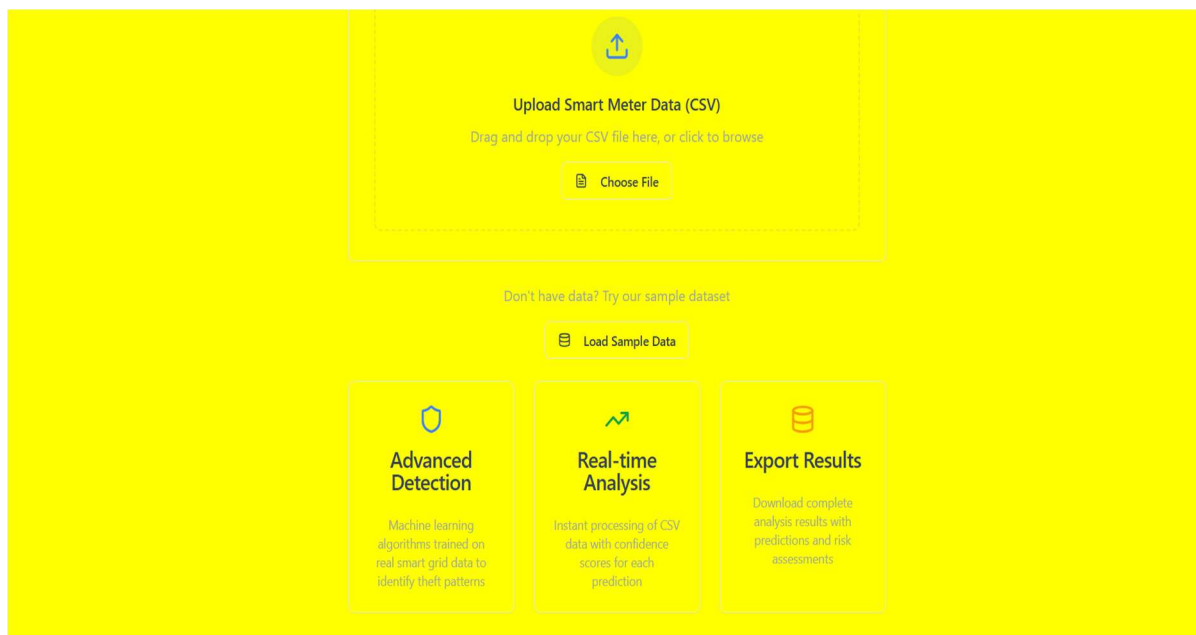 Upload Smart Meter Data (CSV)
Drag and drop your CSV file here, or click to browse
Choose File
Don't have data? Try our sample dataset
Load Sample Data
Advanced
Detection
Machine learning
algorithms trained on
real smart grid data to
identify theft patterns
Real-time
Analysis
Instant processing of CSV
data with confidence
scores for each
prediction
Export Results
Download complete
analysis results with
predictions and risk
assessments